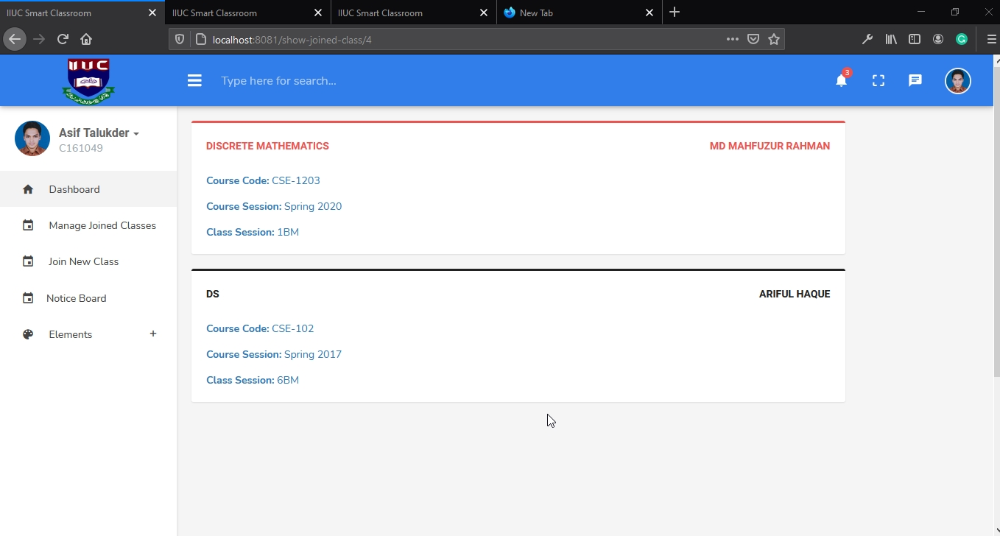 IIUC Smart Classroom
IIUC Smart Classroom
IIUC Smart Classroom
New Tab
localhost:8081/show-joined-class/4
IIUC
Type here for search...
3
Asif Talukder
C161049
Dashboard
Manage Joined Classes
Join New Class
Notice Board
Elements +
DISCRETE MATHEMATICS MD MAHFUZUR RAHMAN
Course Code: CSE-1203
Course Session: Spring 2020
Class Session: 1BM
DS ARIFUL HAQUE
Course Code: CSE-102
Course Session: Spring 2017
Class Session: 6BM